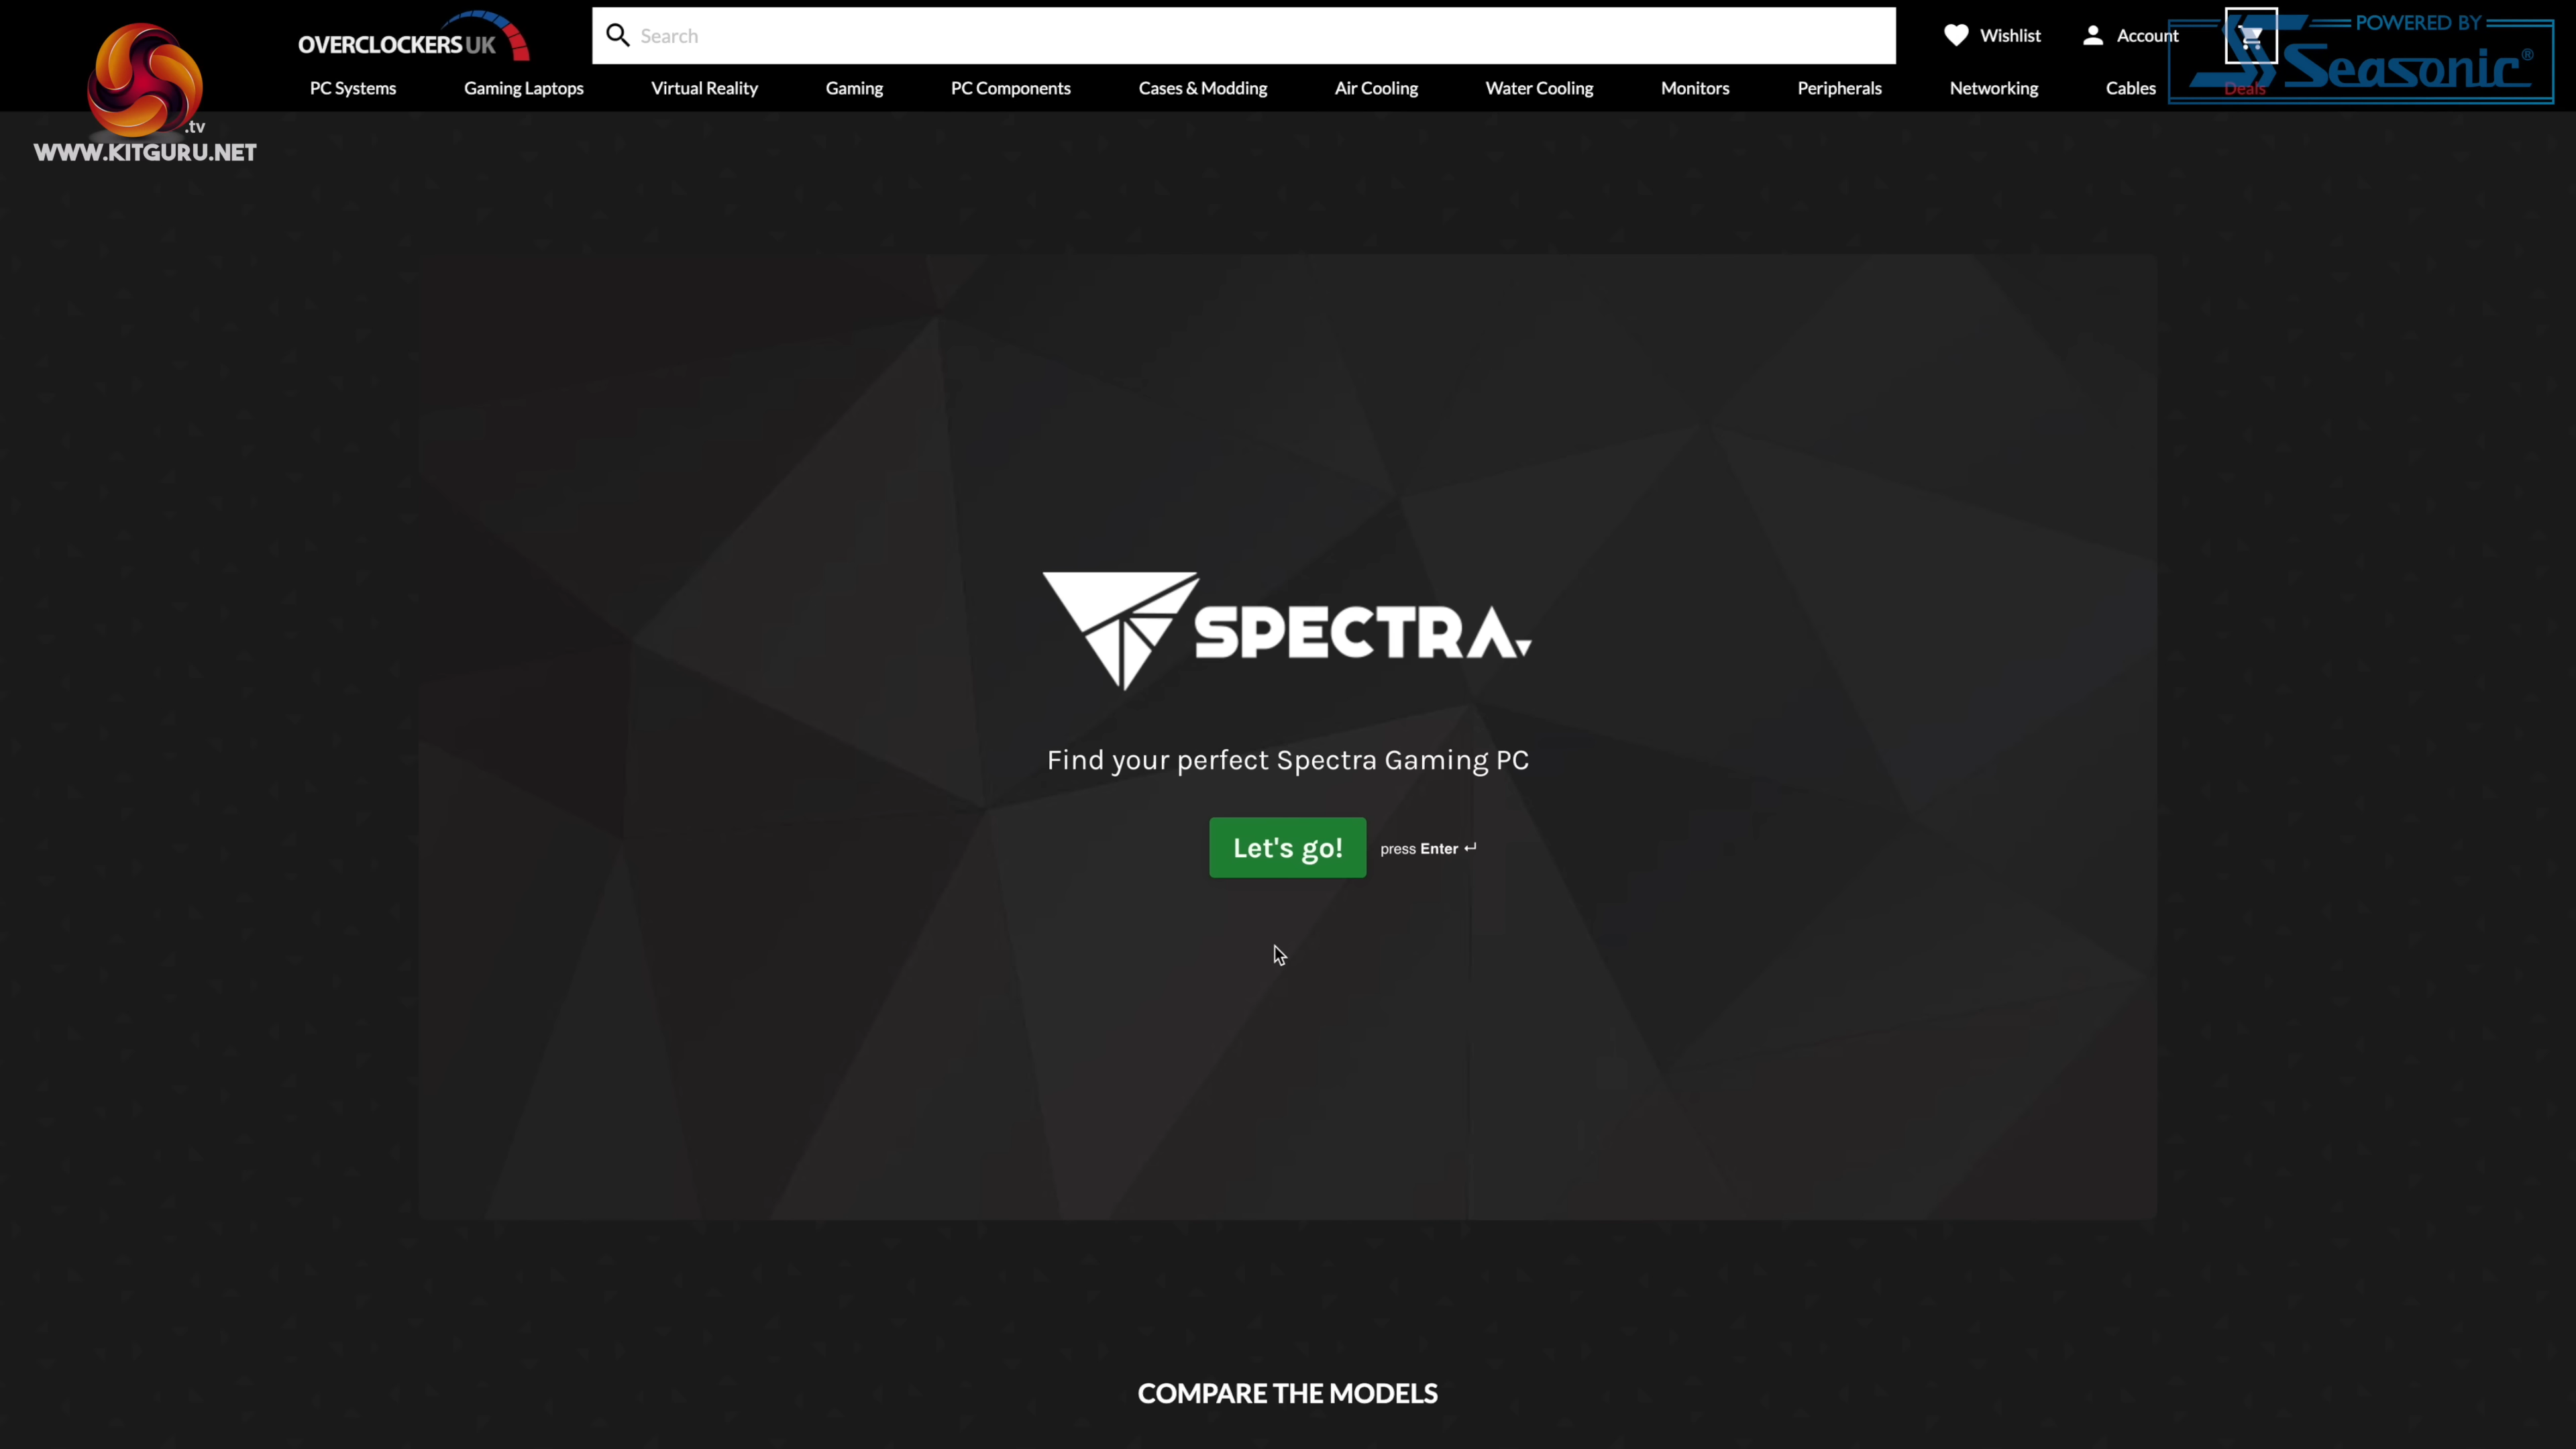 OVERCLOCKERS UK
Search
Wishlist
Account
POWERED BY
Seasonic®
PC Systems
Gaming Laptops
Virtual Reality
Gaming
PC Components
Cases & Modding
Air Cooling
Water Cooling
Monitors
Peripherals
Networking
Cables
Deals
.tv
WWW.KITGURU.NET
SPECTRA
Find your perfect Spectra Gaming PC
Let's go!
press Enter ↵
COMPARE THE MODELS